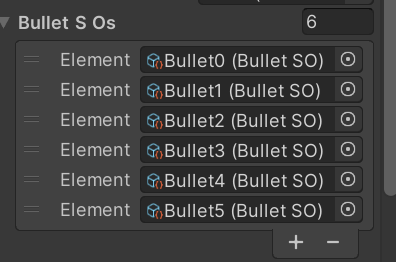 Bullet S Os 6
Element Bullet0 (Bullet SO)
Element Bullet1 (Bullet SO)
Element Bullet2 (Bullet SO)
Element Bullet3 (Bullet SO)
Element Bullet4 (Bullet SO)
Element Bullet5 (Bullet SO)
+ −